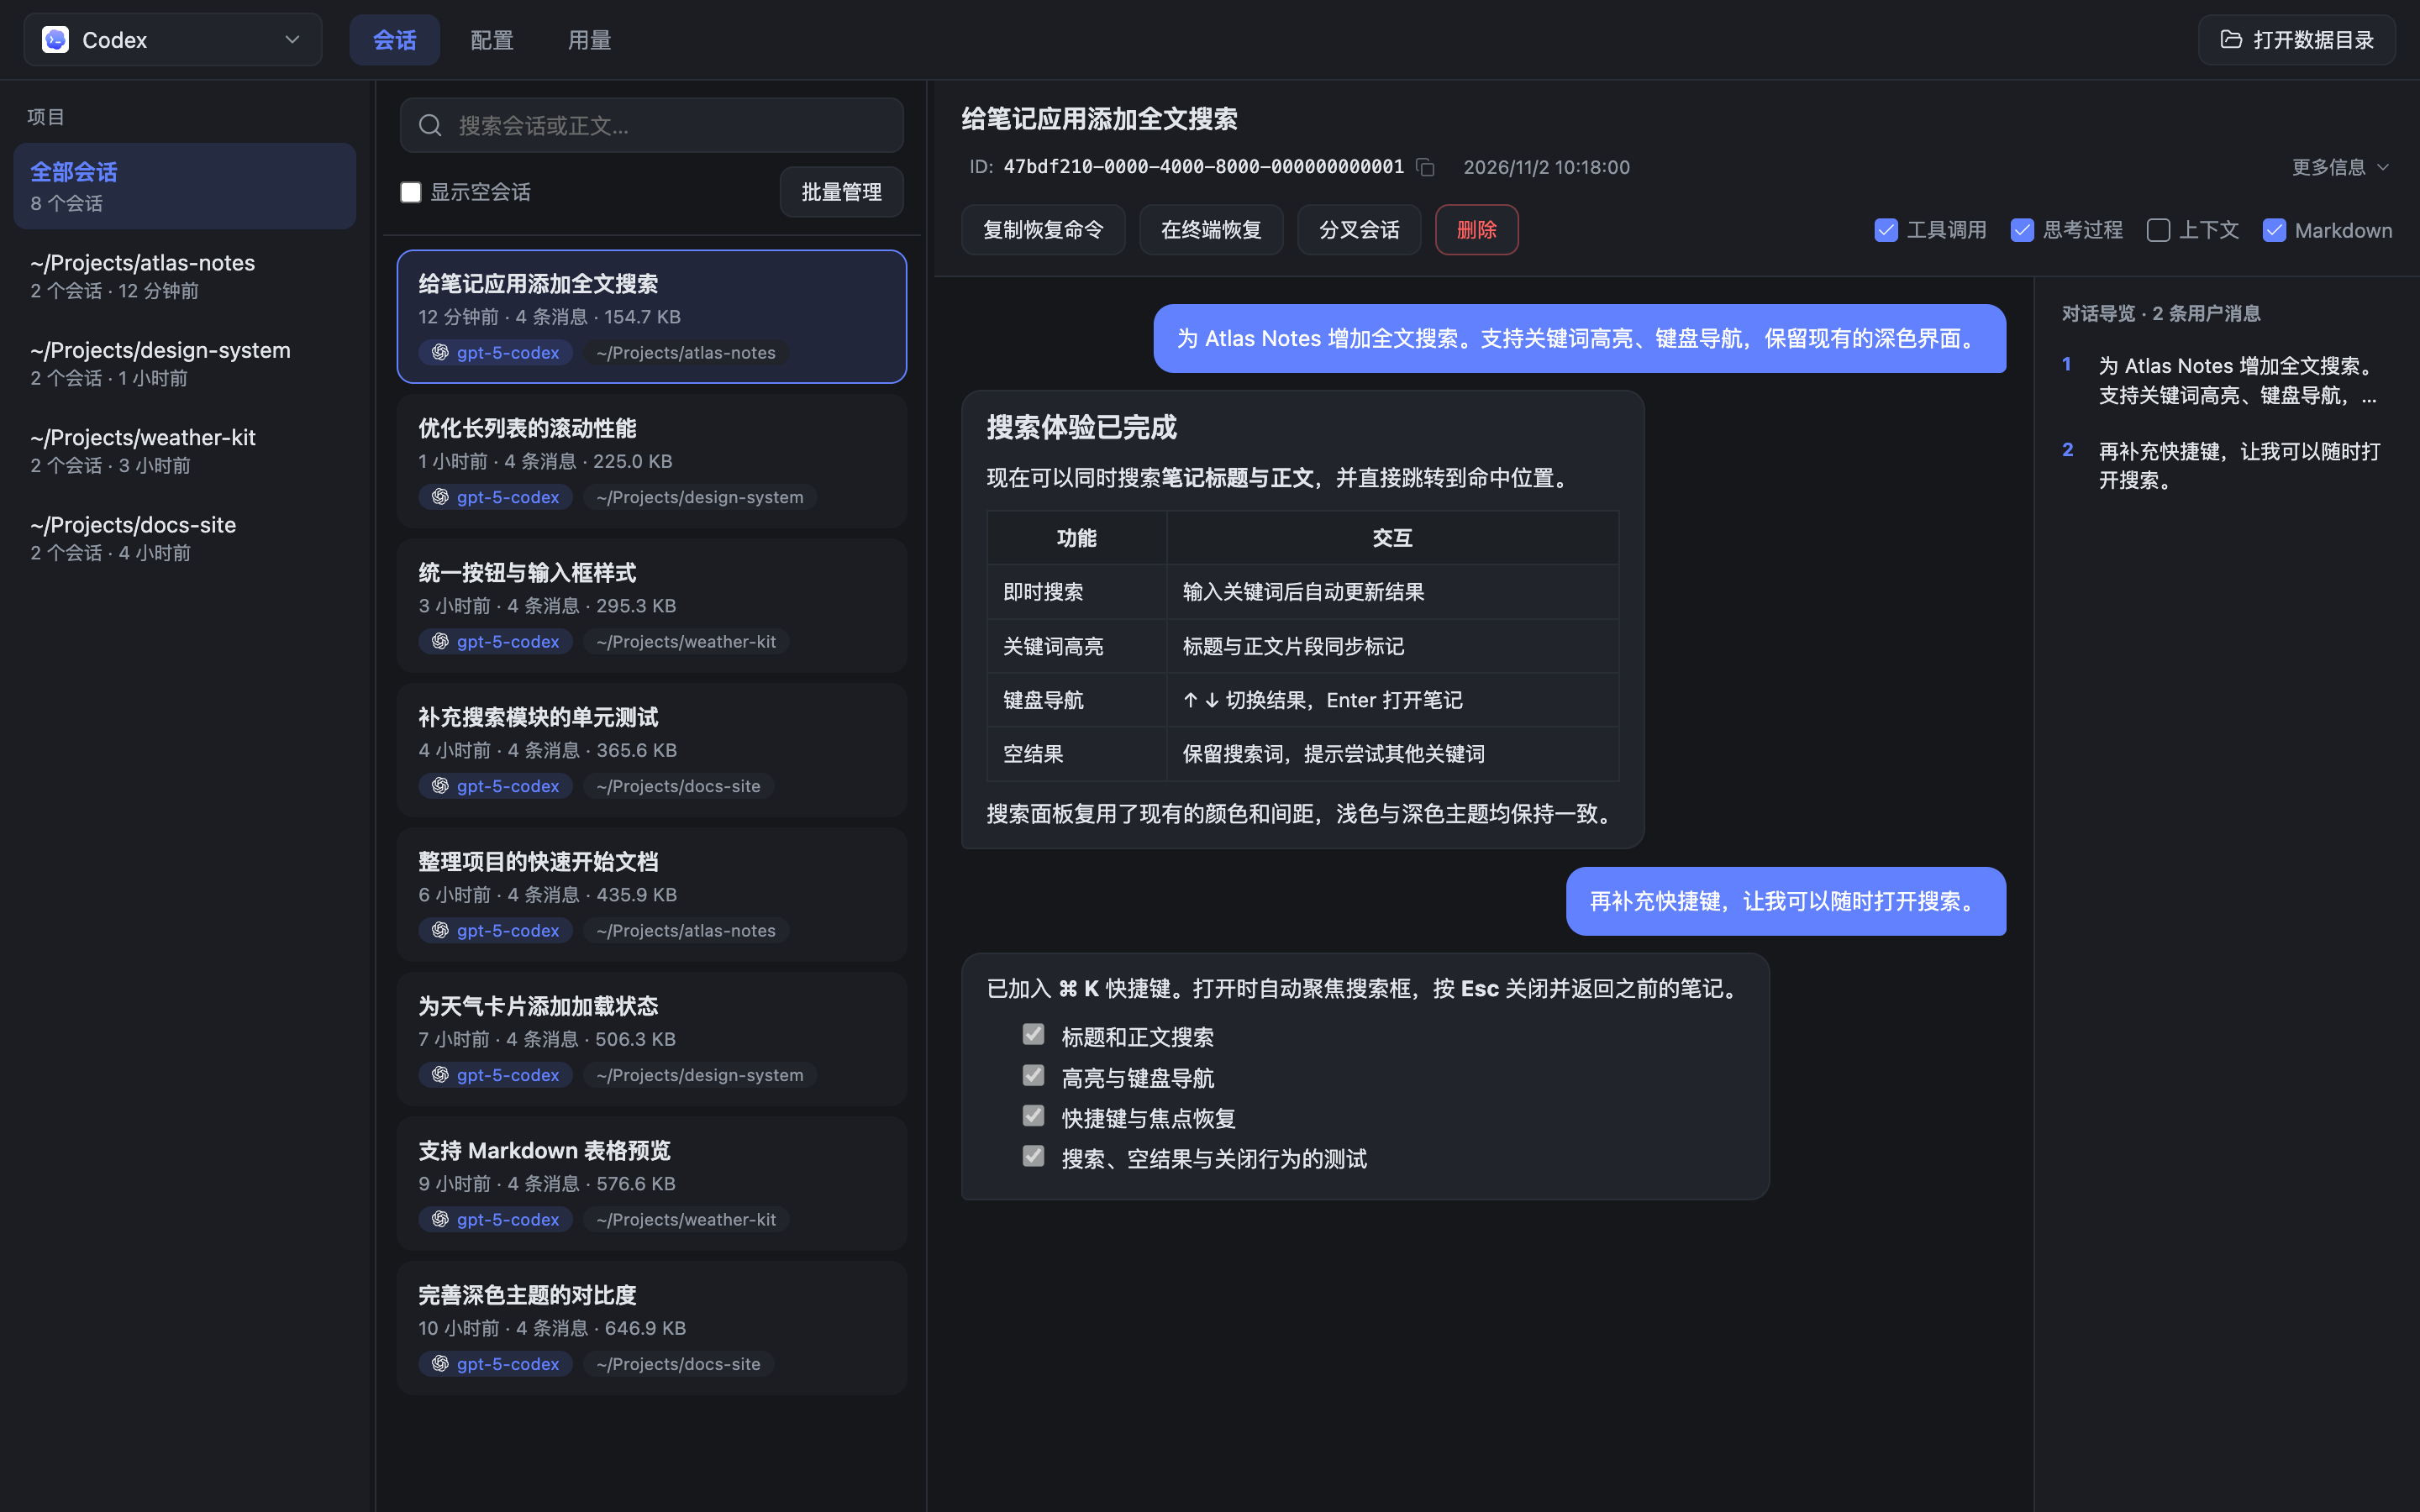 Codex
会话
配置
用量
打开数据目录
项目
全部会话
8 个会话
~/Projects/atlas-notes
2 个会话 · 12 分钟前
~/Projects/design-system
2 个会话 · 1 小时前
~/Projects/weather-kit
2 个会话 · 3 小时前
~/Projects/docs-site
2 个会话 · 4 小时前
搜索会话或正文...
显示空会话
批量管理
给笔记应用添加全文搜索
12 分钟前 · 4 条消息 · 154.7 KB
gpt-5-codex ~/Projects/atlas-notes
优化长列表的滚动性能
1 小时前 · 4 条消息 · 225.0 KB
gpt-5-codex ~/Projects/design-system
统一按钮与输入框样式
3 小时前 · 4 条消息 · 295.3 KB
gpt-5-codex ~/Projects/weather-kit
补充搜索模块的单元测试
4 小时前 · 4 条消息 · 365.6 KB
gpt-5-codex ~/Projects/docs-site
整理项目的快速开始文档
6 小时前 · 4 条消息 · 435.9 KB
gpt-5-codex ~/Projects/atlas-notes
为天气卡片添加加载状态
7 小时前 · 4 条消息 · 506.3 KB
gpt-5-codex ~/Projects/design-system
支持 Markdown 表格预览
9 小时前 · 4 条消息 · 576.6 KB
gpt-5-codex ~/Projects/weather-kit
完善深色主题的对比度
10 小时前 · 4 条消息 · 646.9 KB
gpt-5-codex ~/Projects/docs-site
给笔记应用添加全文搜索
ID: 47bdf210-0000-4000-8000-000000000001 2026/11/2 10:18:00
更多信息
复制恢复命令 在终端恢复 分叉会话 删除
工具调用 思考过程 上下文 Markdown
为 Atlas Notes 增加全文搜索。支持关键词高亮、键盘导航，保留现有的深色界面。
搜索体验已完成
现在可以同时搜索笔记标题与正文，并直接跳转到命中位置。
功能 交互
即时搜索 输入关键词后自动更新结果
关键词高亮 标题与正文片段同步标记
键盘导航 ↑ ↓ 切换结果，Enter 打开笔记
空结果 保留搜索词，提示尝试其他关键词
搜索面板复用了现有的颜色和间距，浅色与深色主题均保持一致。
再补充快捷键，让我可以随时打开搜索。
已加入 ⌘ K 快捷键。打开时自动聚焦搜索框，按 Esc 关闭并返回之前的笔记。
标题和正文搜索
高亮与键盘导航
快捷键与焦点恢复
搜索、空结果与关闭行为的测试
对话导览 · 2 条用户消息
1 为 Atlas Notes 增加全文搜索。
支持关键词高亮、键盘导航，...
2 再补充快捷键，让我可以随时打
开搜索。